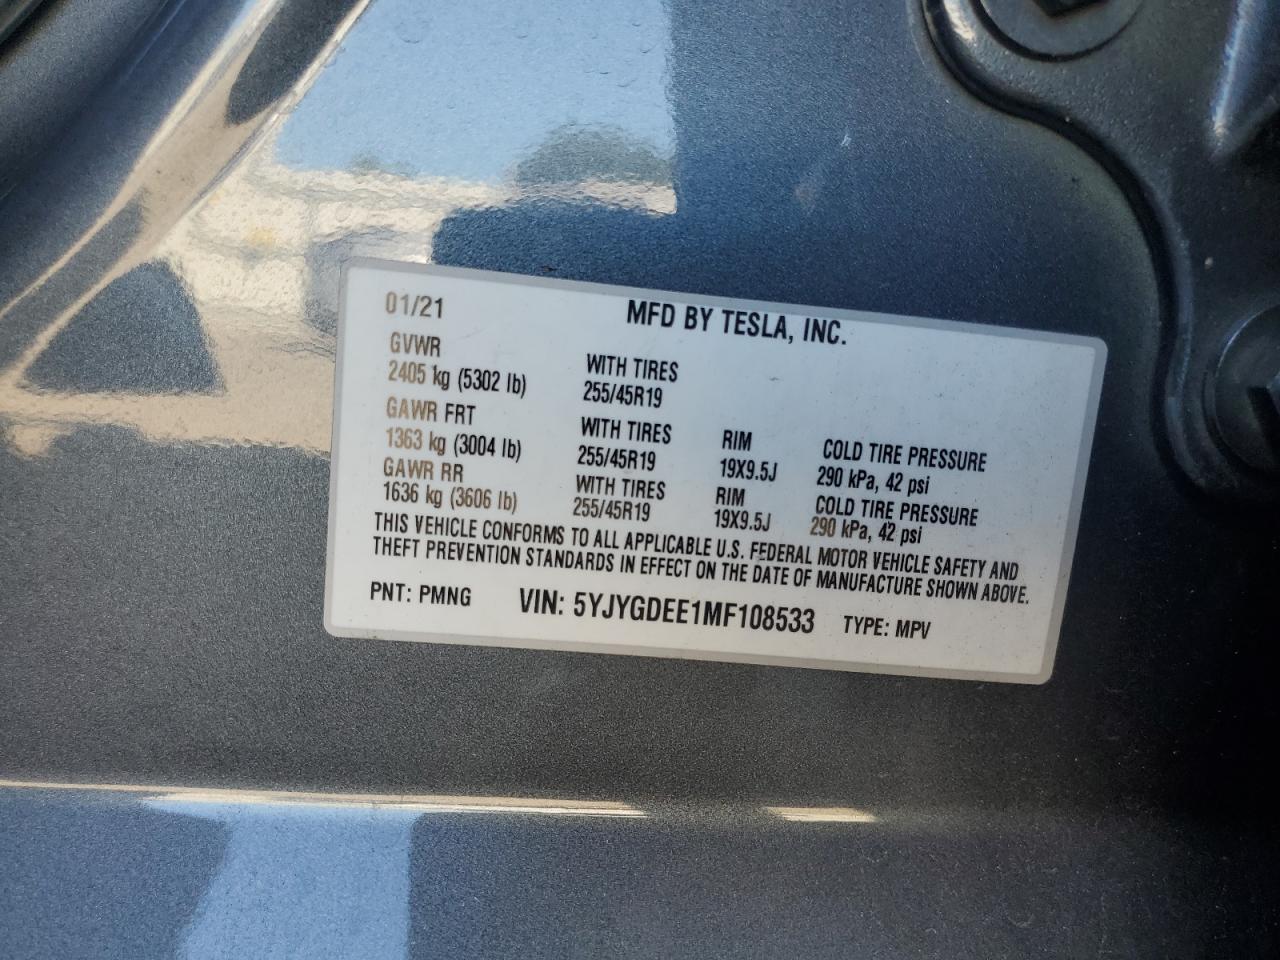 01/21 MFD BY TESLA, INC.
GVWR
2405 kg (5302 lb) WITH TIRES 255/45R19
GAWR FRT
1363 kg (3004 lb) WITH TIRES 255/45R19 RIM 19X9.5J COLD TIRE PRESSURE 290 kPa, 42 psi
GAWR RR
1636 kg (3606 lb) WITH TIRES 255/45R19 RIM 19X9.5J COLD TIRE PRESSURE 290 kPa, 42 psi
THIS VEHICLE CONFORMS TO ALL APPLICABLE U.S. FEDERAL MOTOR VEHICLE SAFETY AND
THEFT PREVENTION STANDARDS IN EFFECT ON THE DATE OF MANUFACTURE SHOWN ABOVE.
PNT: PMNG VIN: 5YJYGDEE1MF108533 TYPE: MPV